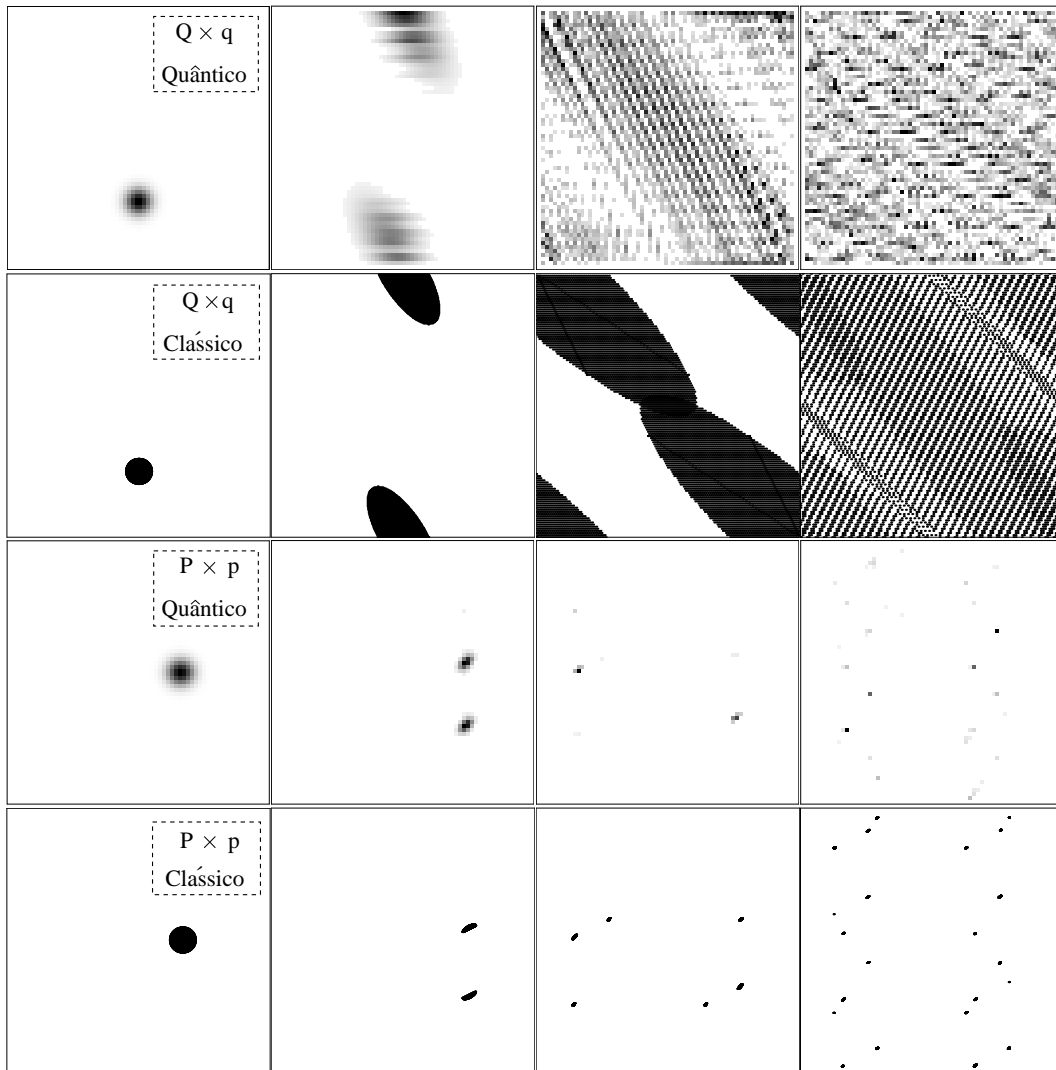 Q × q
Quântico
Q × q
Clássico
P × p
Quântico
P × p
Clássico